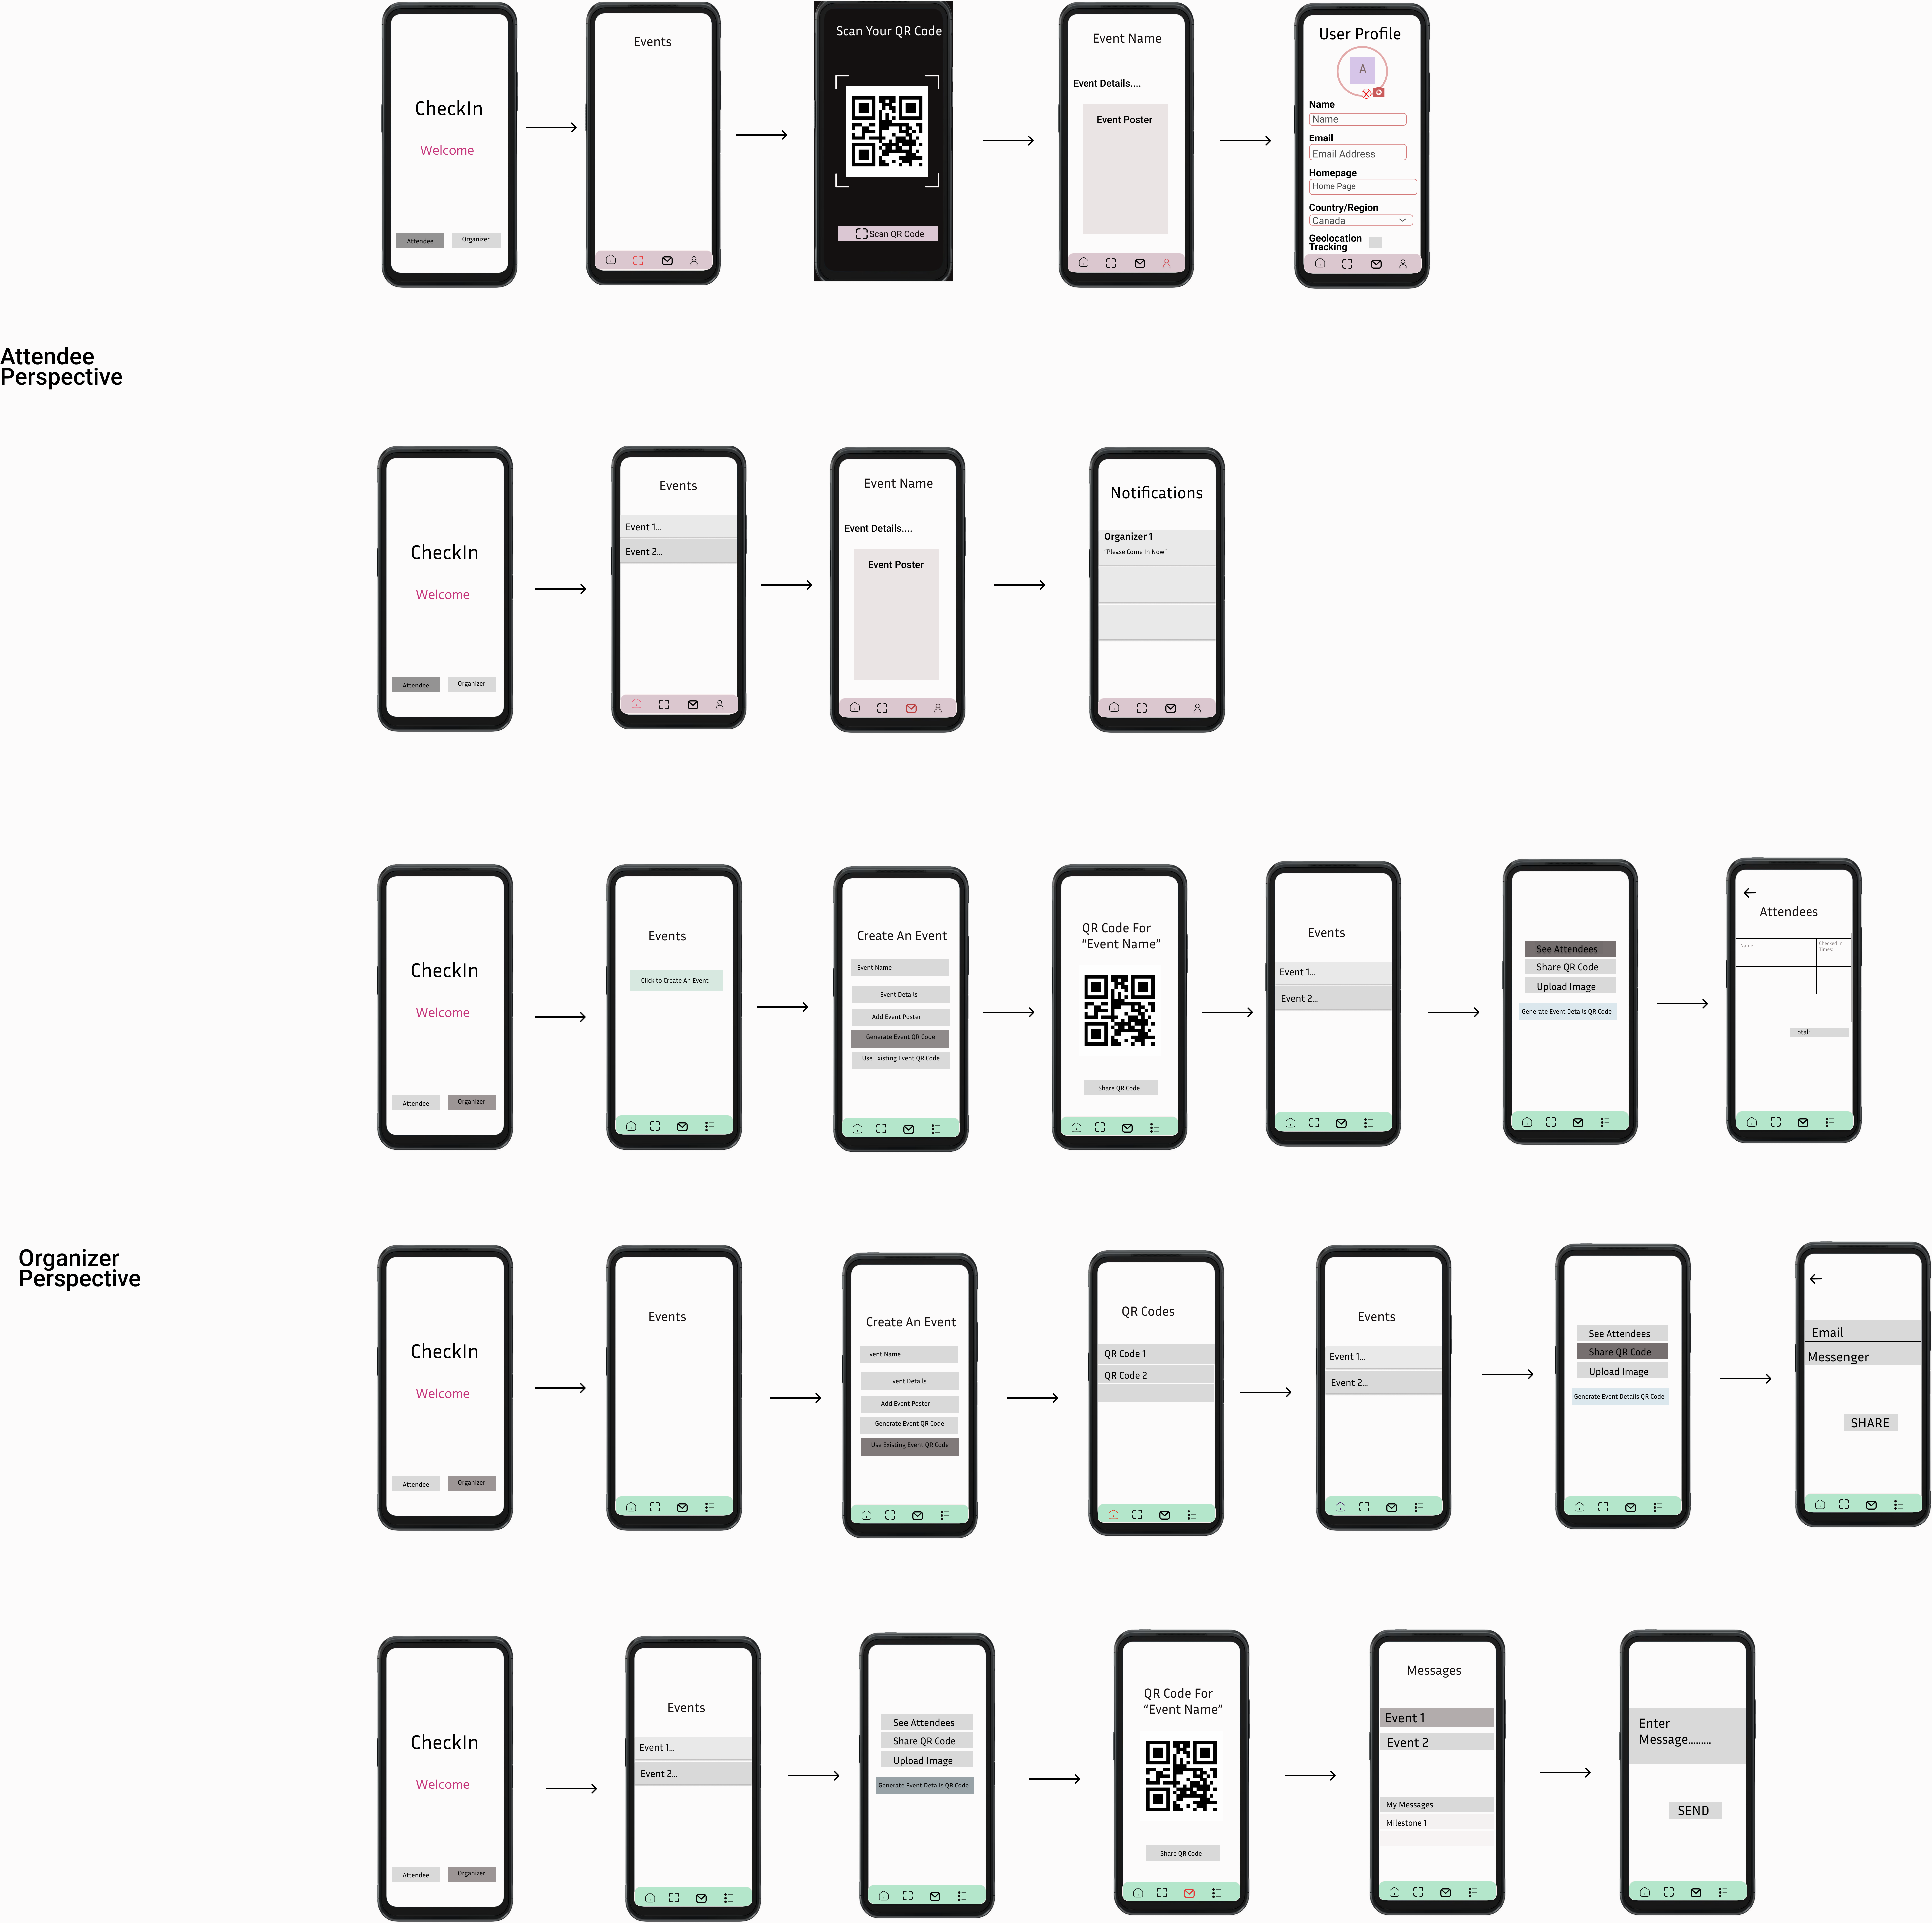 CheckIn
Welcome
Attendee
Organizer
Events
Scan Your QR Code
Scan QR Code
Event Name
Event Details....
Event Poster
User Profile
A
Name
Name
Email
Email Address
Homepage
Home Page
Country/Region
Canada
Geolocation
Tracking
Attendee
Perspective
CheckIn
Welcome
Attendee
Organizer
Events
Event 1...
Event 2...
Event Name
Event Details....
Event Poster
Notifications
Organizer 1
"Please Come In Now"
CheckIn
Welcome
Attendee
Organizer
Events
Click to Create An Event
Create An Event
Event Name
Event Details
Add Event Poster
Generate Event QR Code
Use Existing Event QR Code
QR Code For
“Event Name”
Share QR Code
Events
Event 1...
Event 2...
See Attendees
Share QR Code
Upload Image
Generate Event Details QR Code
Attendees
Name...
Checked In
Times
Total:
Organizer
Perspective
CheckIn
Welcome
Attendee
Organizer
Events
Create An Event
Event Name
Event Details
Add Event Poster
Generate Event QR Code
Use Existing Event QR Code
QR Codes
QR Code 1
QR Code 2
Events
Event 1...
Event 2...
See Attendees
Share QR Code
Upload Image
Generate Event Details QR Code
Email
Messenger
SHARE
CheckIn
Welcome
Attendee
Organizer
Events
Event 1...
Event 2...
See Attendees
Share QR Code
Upload Image
Generate Event Details QR Code
QR Code For
“Event Name”
Share QR Code
Messages
Event 1
Event 2
My Messages
Milestone 1
Enter
Message.........
SEND